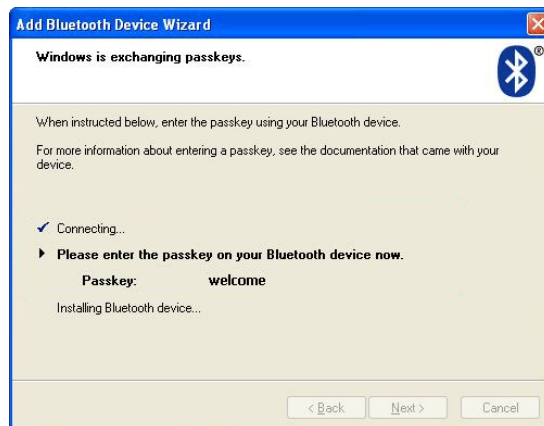 Add Bluetooth Device Wizard
Windows is exchanging passkeys.
®
When instructed below, enter the passkey using your Bluetooth device.
For more information about entering a passkey, see the documentation that came with your
device.
Connecting...
Please enter the passkey on your Bluetooth device now.
Passkey: welcome
Installing Bluetooth device...
< Back Next > Cancel